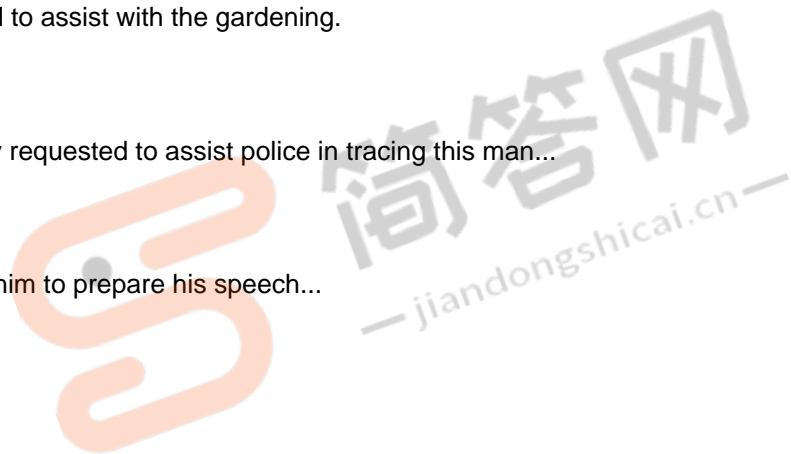 to assist with the gardening.
requested to assist police in tracing this man...
him to prepare his speech...
简答网
jiandongshicai.cn